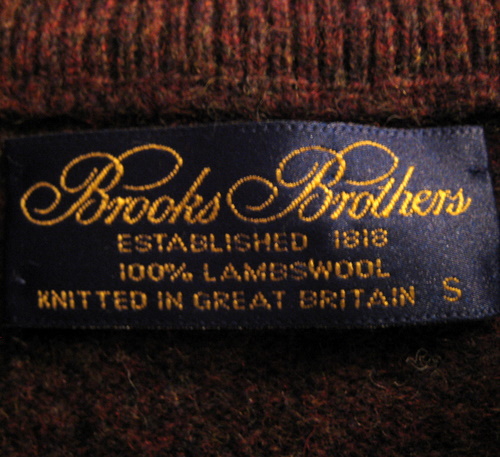 Brooks Brothers
ESTABLISHED 1818
100% LAMBSWOOL
KNITTED IN GREAT BRITAIN S